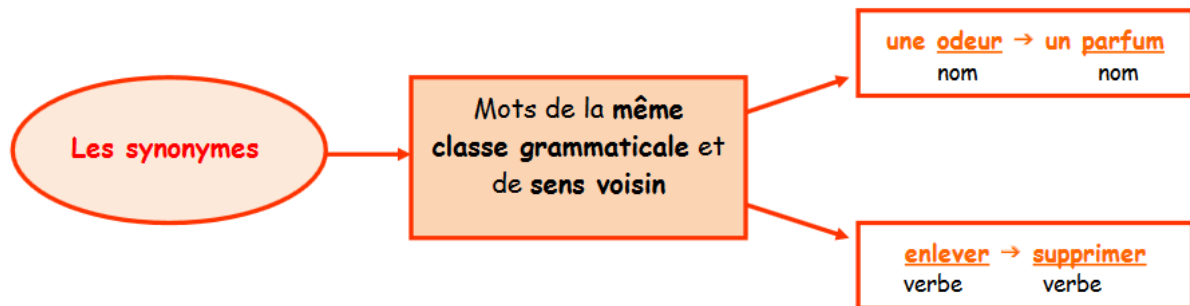 Les synonymes
Mots de la même
classe grammaticale et
de sens voisin
une odeur → un parfum
nom nom
enlever → supprimer
verbe verbe